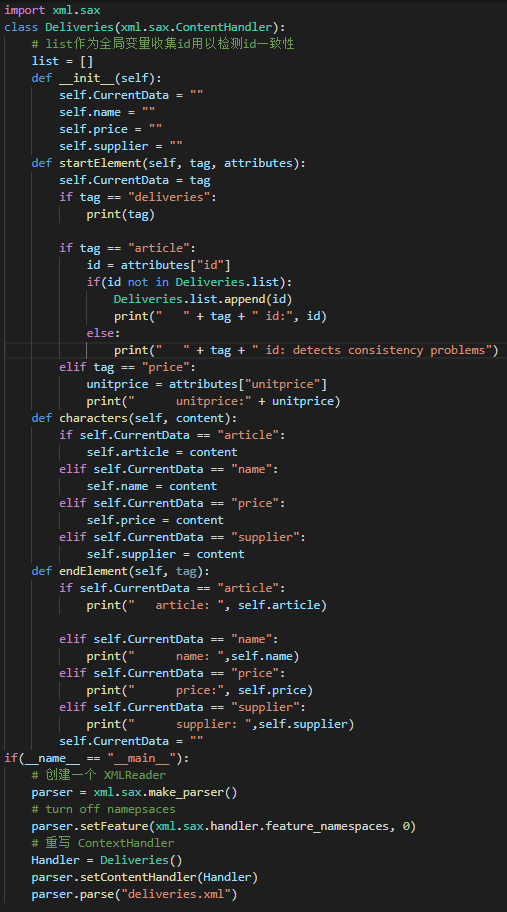 import xml.sax
class Deliveries(xml.sax.ContentHandler):
    # list作为全局变量收集id用以检测id一致性
    list = []
    def __init__(self):
        self.CurrentData = ""
        self.name = ""
        self.price = ""
        self.supplier = ""
    def startElement(self, tag, attributes):
        self.CurrentData = tag
        if tag == "deliveries":
            print(tag)

        if tag == "article":
            id = attributes["id"]
            if(id not in Deliveries.list):
                Deliveries.list.append(id)
                print("   " + tag + " id:", id)
            else:
                print("   " + tag + " id: detects consistency problems")
        elif tag == "price":
            unitprice = attributes["unitprice"]
            print("      unitprice:" + unitprice)
    def characters(self, content):
        if self.CurrentData == "article":
            self.article = content
        elif self.CurrentData == "name":
            self.name = content
        elif self.CurrentData == "price":
            self.price = content
        elif self.CurrentData == "supplier":
            self.supplier = content
    def endElement(self, tag):
        if self.CurrentData == "article":
            print("   article: ", self.article)

        elif self.CurrentData == "name":
            print("      name: ",self.name)
        elif self.CurrentData == "price":
            print("      price:", self.price)
        elif self.CurrentData == "supplier":
            print("      supplier: ",self.supplier)
        self.CurrentData = ""
if(__name__ == "__main__"):
    # 创建一个 XMLReader
    parser = xml.sax.make_parser()
    # turn off namepsaces
    parser.setFeature(xml.sax.handler.feature_namespaces, 0)
    # 重写 ContextHandler
    Handler = Deliveries()
    parser.setContentHandler(Handler)
    parser.parse("deliveries.xml")